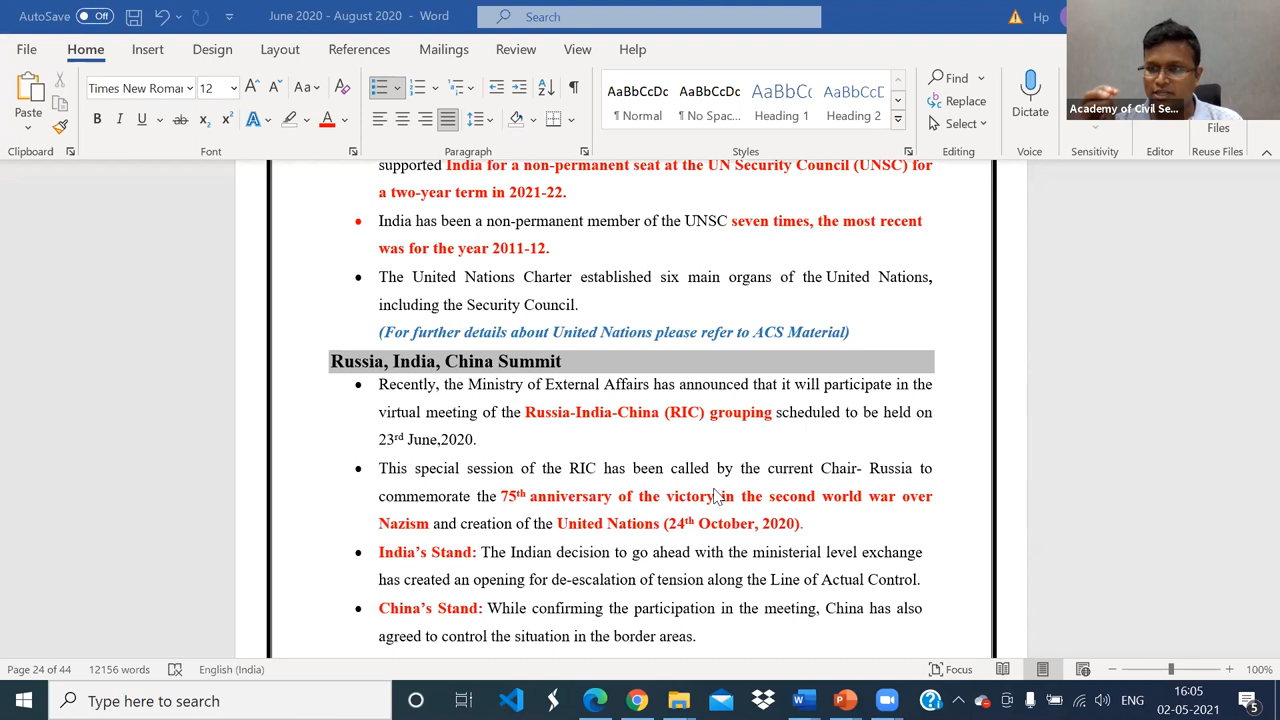 AutoSave Off June 2020 - August 2020 - Word Search Hp
File Home Insert Design Layout References Mailings Review View Help
Paste Times New Roma 12 Aa AaBbCcDc AaBbCcDc AaBbCc AaBbCcD Find Replace Select Dictate
¶ Normal ¶ No Spac... Heading 1 Heading 2 Files
Academy of Civil Se...
Clipboard Font Paragraph Styles Editing Voice Sensitivity Editor Reuse Files
supported India for a non-permanent seat at the UN Security Council (UNSC) for
a two-year term in 2021-22.
• India has been a non-permanent member of the UNSC seven times, the most recent
was for the year 2011-12.
• The United Nations Charter established six main organs of the United Nations,
including the Security Council.
(For further details about United Nations please refer to ACS Material)
Russia, India, China Summit
• Recently, the Ministry of External Affairs has announced that it will participate in the
virtual meeting of the Russia-India-China (RIC) grouping scheduled to be held on
23rd June,2020.
• This special session of the RIC has been called by the current Chair- Russia to
commemorate the 75th anniversary of the victory in the second world war over
Nazism and creation of the United Nations (24th October, 2020).
• India's Stand: The Indian decision to go ahead with the ministerial level exchange
has created an opening for de-escalation of tension along the Line of Actual Control.
• China's Stand: While confirming the participation in the meeting, China has also
agreed to control the situation in the border areas.
Page 24 of 44 12156 words English (India) Focus 100%
Type here to search ENG 16:05
02-05-2021 5